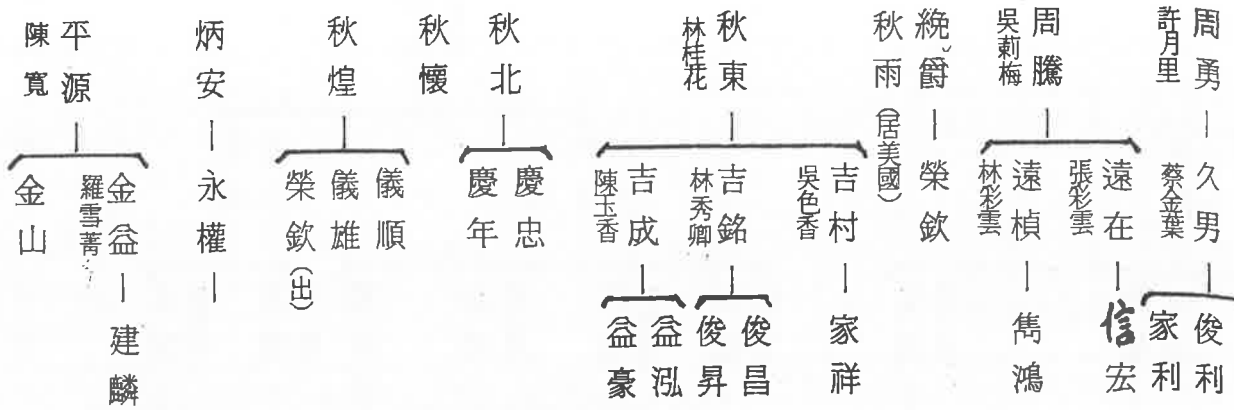 周勇
許月里
周騰
吳莿梅
絻爵
秋雨(居美國)
秋東
林桂花
秋北
秋懷
秋煌
炳安
平源
陳寬
久男
蔡金葉
遠在
張彩雲
遠楨
林彩雲
榮欽
吉村
吳色香
吉銘
林秀卿
吉成
陳玉香
慶忠
慶年
儀順
儀雄
榮欽(出)
永權
金益
羅雪菁
金山
俊利
家利
信宏
雋鴻
家祥
俊昌
俊昇
益泓
益豪
建麟